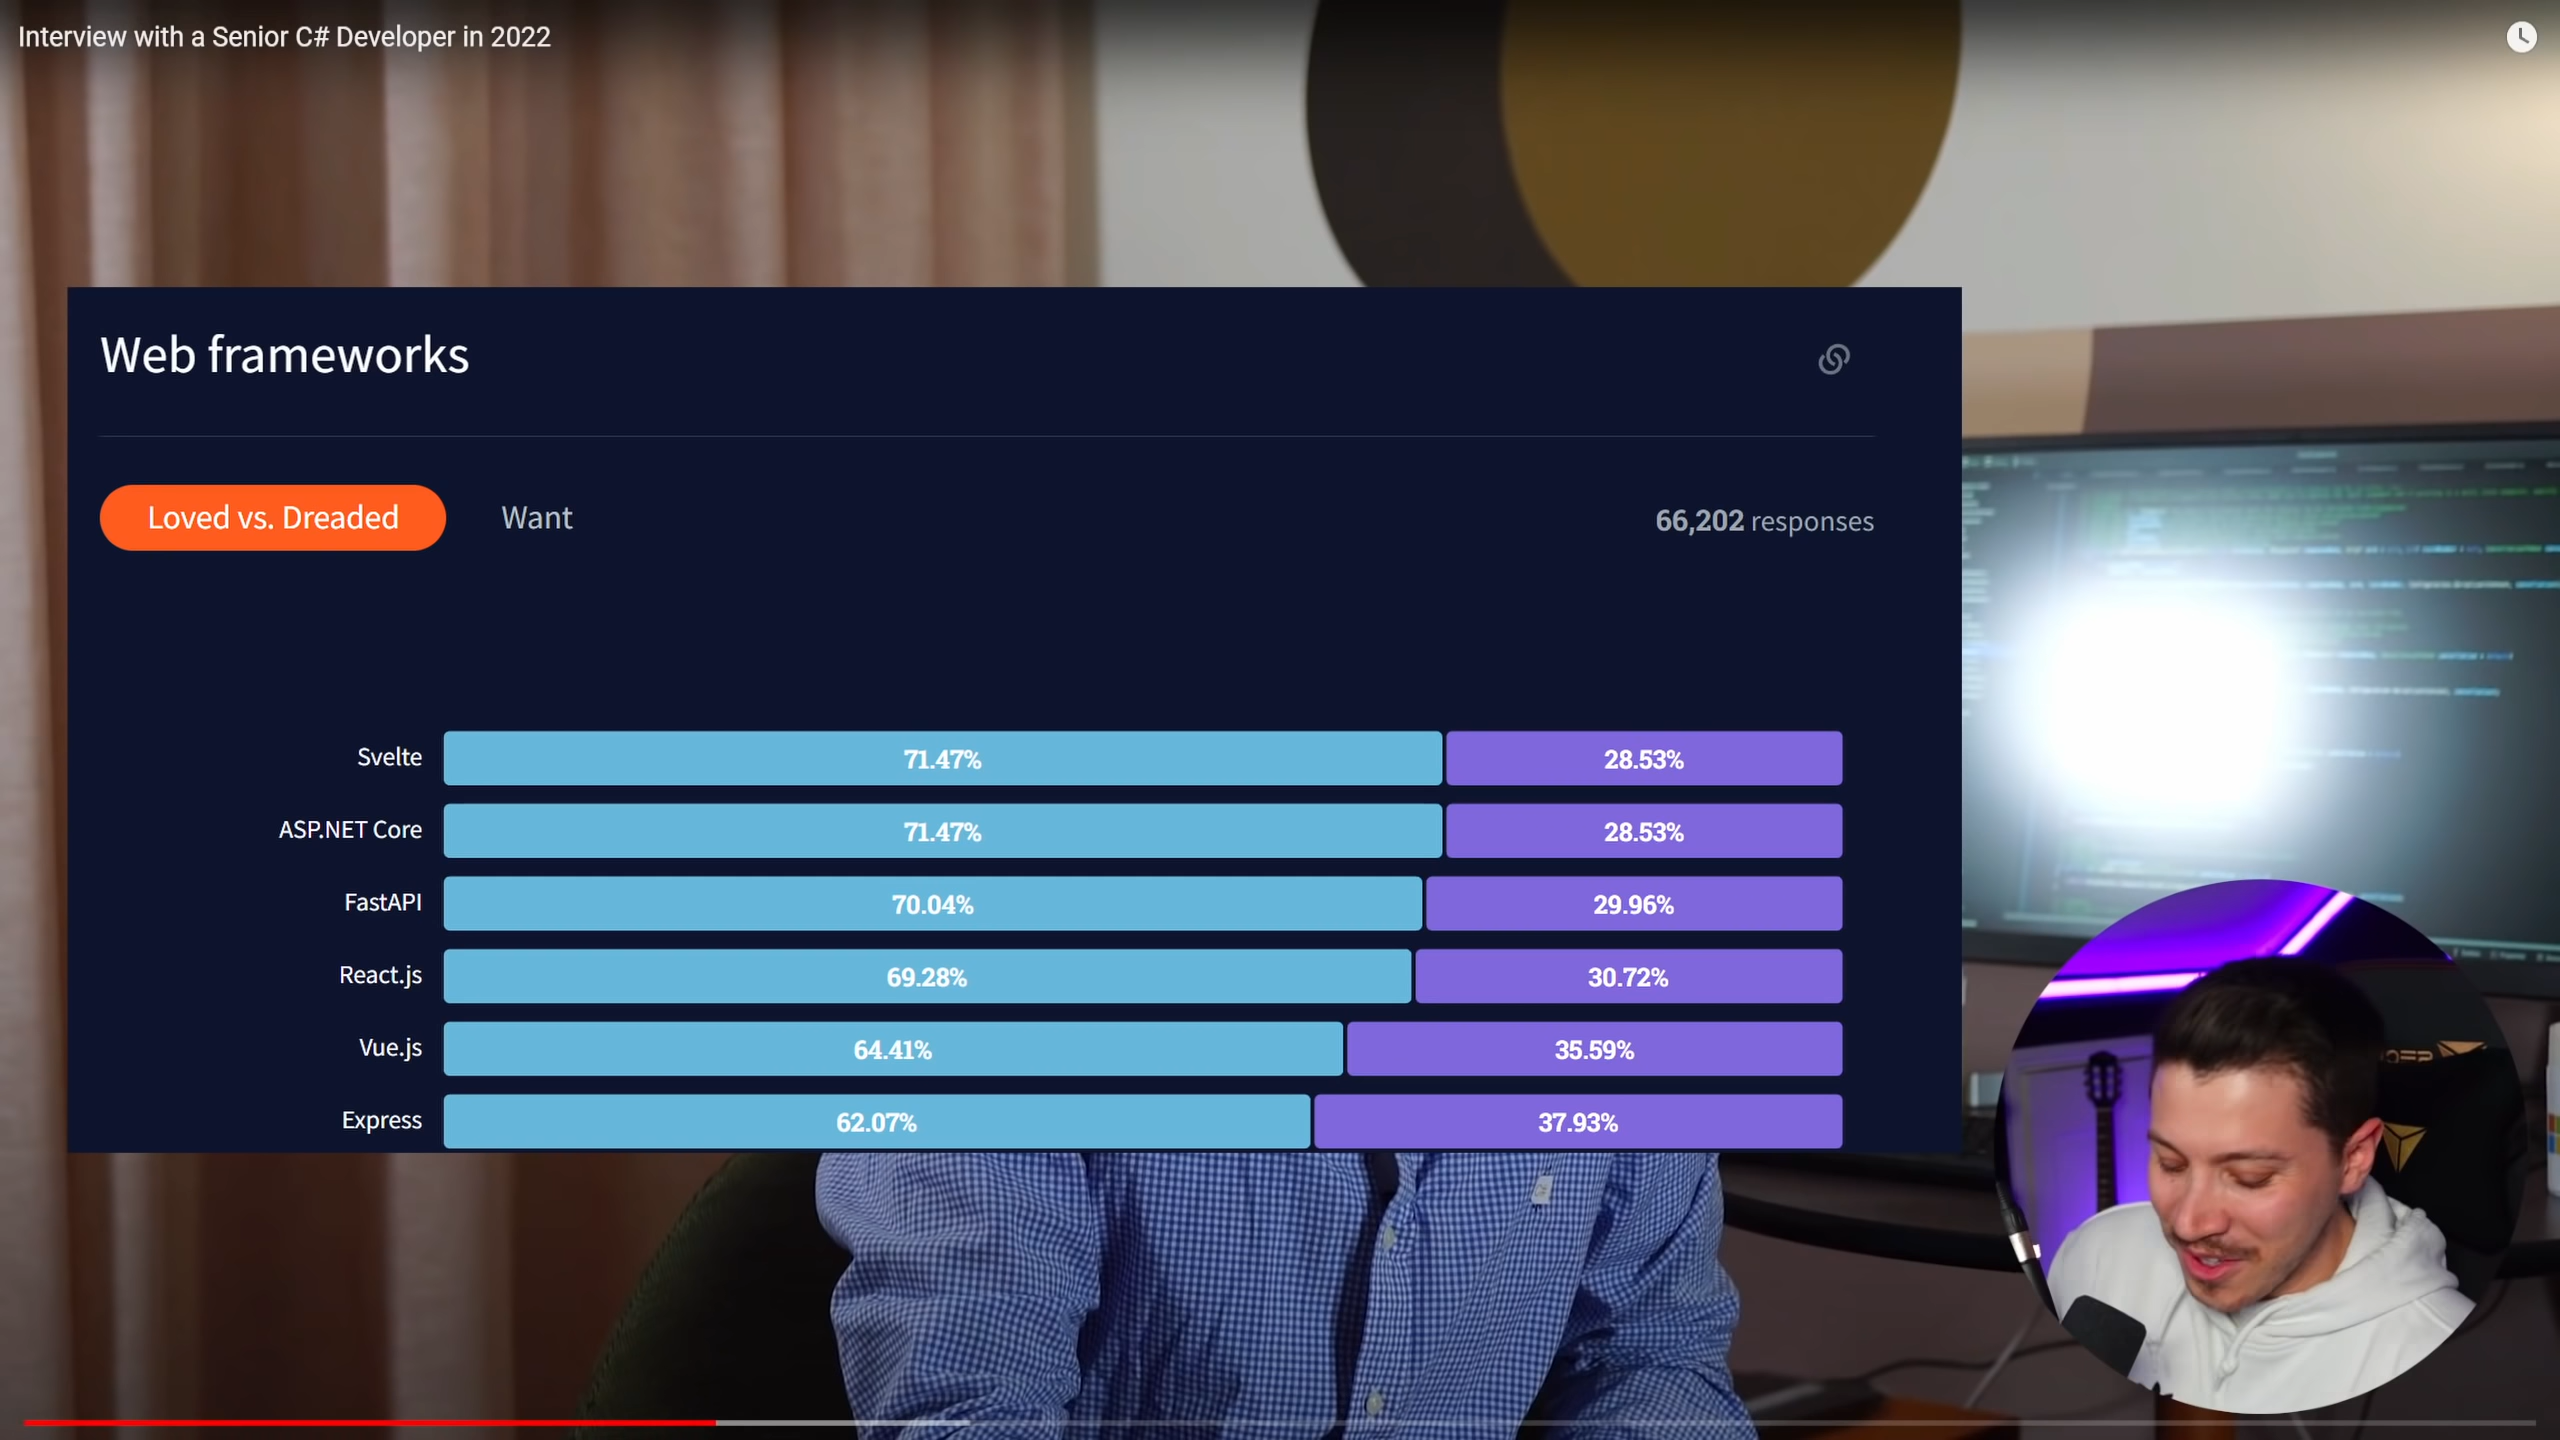 Interview with a Senior C# Developer in 2022
Web frameworks
Loved vs. Dreaded Want 66,202 responses
Svelte 71.47% 28.53%
ASP.NET Core 71.47% 28.53%
FastAPI 70.04% 29.96%
React.js 69.28% 30.72%
Vue.js 64.41% 35.59%
Express 62.07% 37.93%